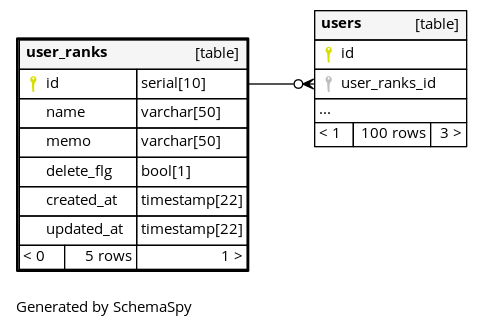 user_ranks [table]
id serial[10]
name varchar[50]
memo varchar[50]
delete_flg bool[1]
created_at timestamp[22]
updated_at timestamp[22]
< 0 5 rows 1 >
users [table]
id
user_ranks_id
...
< 1 100 rows 3 >
Generated by SchemaSpy